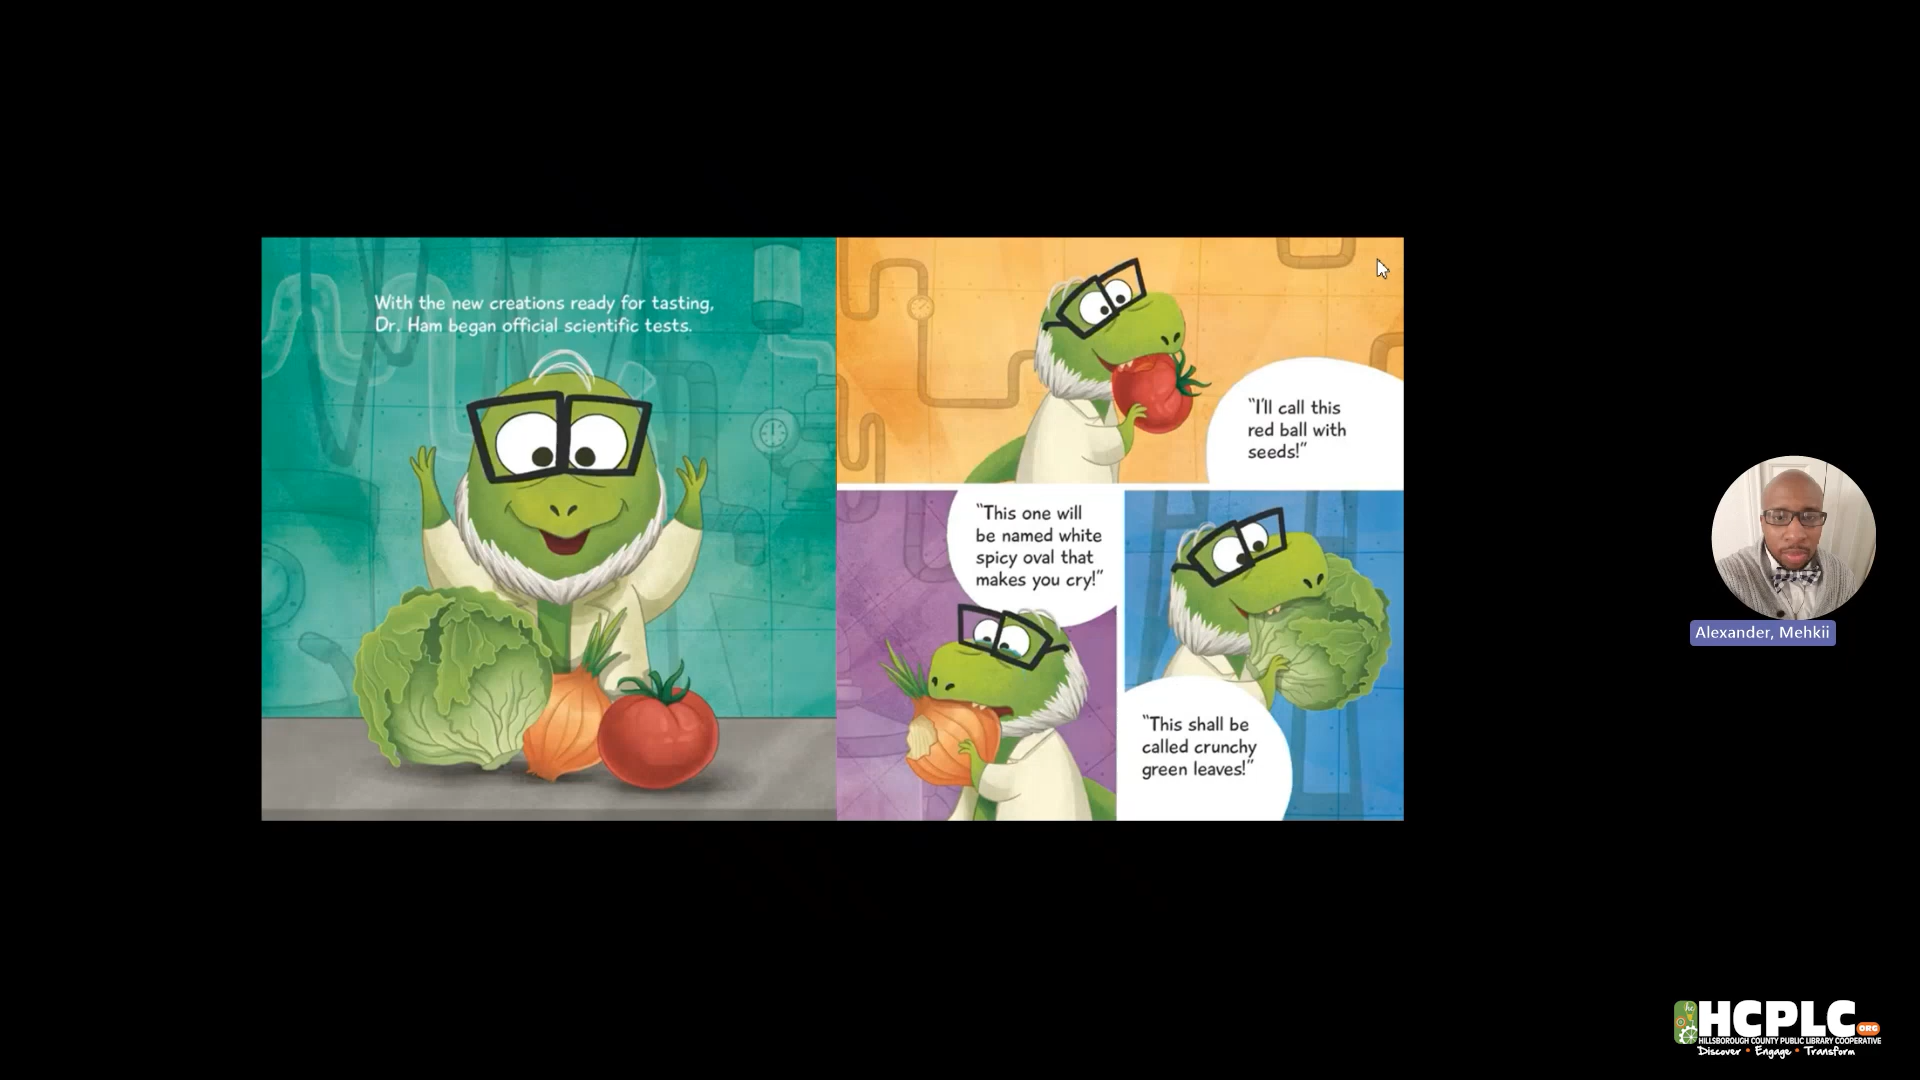 With the new creations ready for tasting,
Dr. Ham began official scientific tests.
“I’ll call this
red ball with
seeds!”
“This one will
be named white
spicy oval that
makes you cry!”
“This shall be
called crunchy
green leaves!”
Alexander, Mehkii
HCPLC.ORG
HILLSBOROUGH COUNTY PUBLIC LIBRARY COOPERATIVE
Discover • Engage • Transform